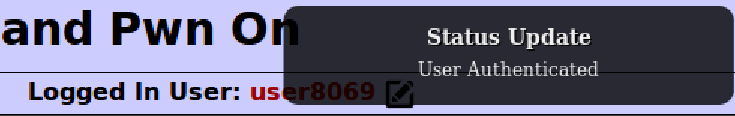 and Pwn On
Status Update
User Authenticated
Logged In User: user8069